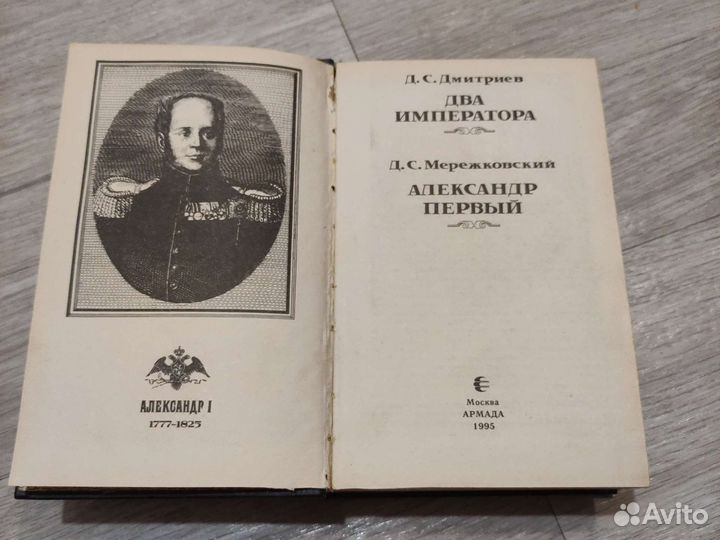 АЛЕКСАНДР I
1777-1825
Д. С. Дмитриев
ДВА
ИМПЕРАТОРА
Д. С. Мережковский
АЛЕКСАНДР
ПЕРВЫЙ
Москва
АРМАДА
1995
Avito